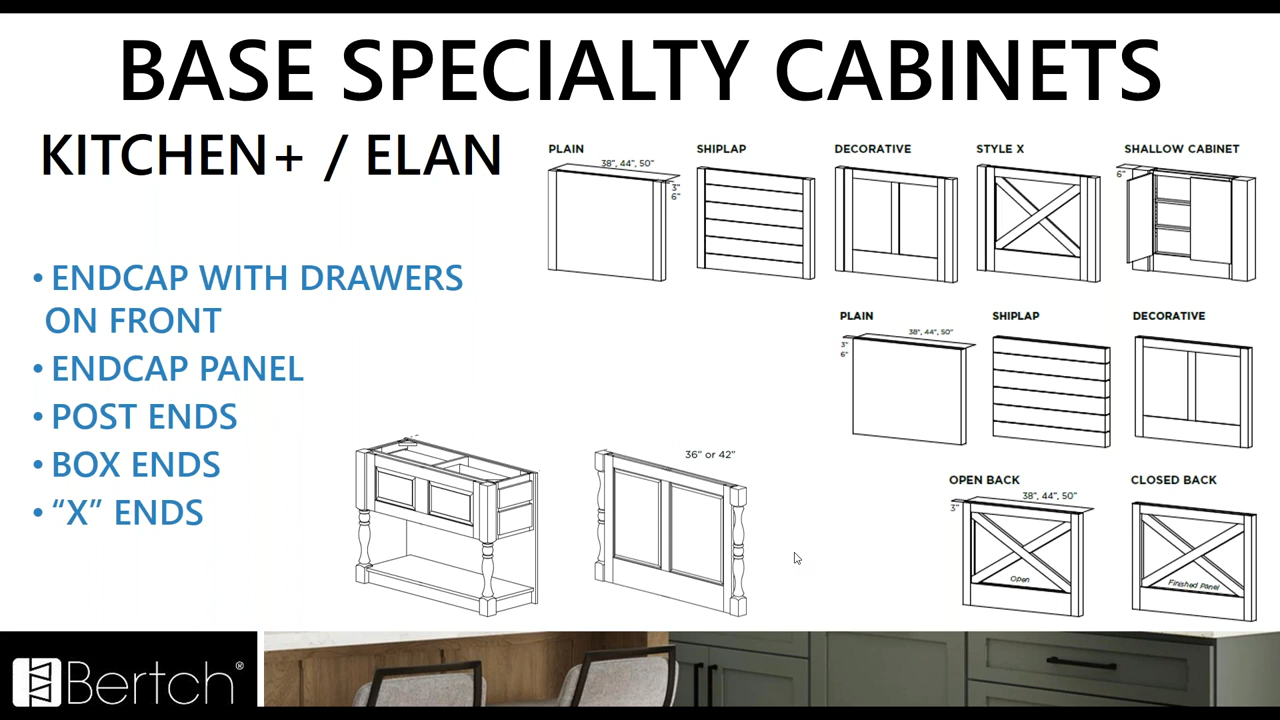 BASE SPECIALTY CABINETS
KITCHEN+ / ELAN
• ENDCAP WITH DRAWERS
ON FRONT
• ENDCAP PANEL
• POST ENDS
• BOX ENDS
• “X” ENDS
PLAIN
SHIPLAP
DECORATIVE
STYLE X
SHALLOW CABINET
38", 44", 50"
3"
6"
6"
PLAIN
SHIPLAP
DECORATIVE
38", 44", 50"
3"
6"
36" or 42"
OPEN BACK
CLOSED BACK
38", 44", 50"
3"
Open
Finished Panel
Bertch®